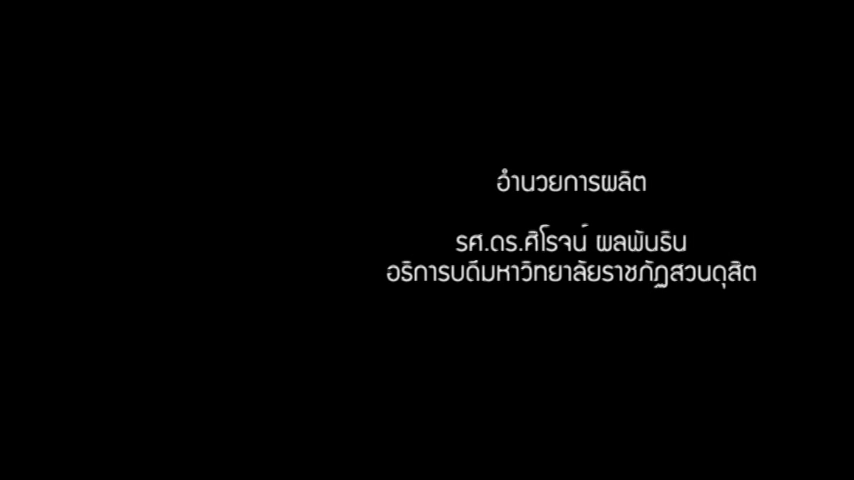 อำนวยการผลิต
รศ.ดร.ศิโรจน์ ผลพันธิน
อธิการบดีมหาวิทยาลัยราชภัฏสวนดุสิต